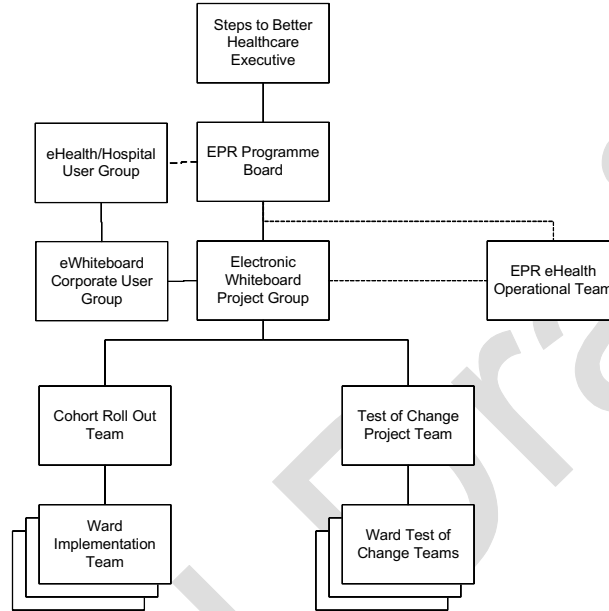 Steps to Better
Healthcare
Executive
eHealth/Hospital
User Group
EPR Programme
Board
eWhiteboard
Corporate User
Group
Electronic
Whiteboard
Project Group
EPR eHealth
Operational Team
Cohort Roll Out
Team
Test of Change
Project Team
Ward
Implementation
Team
Ward Test of
Change Teams